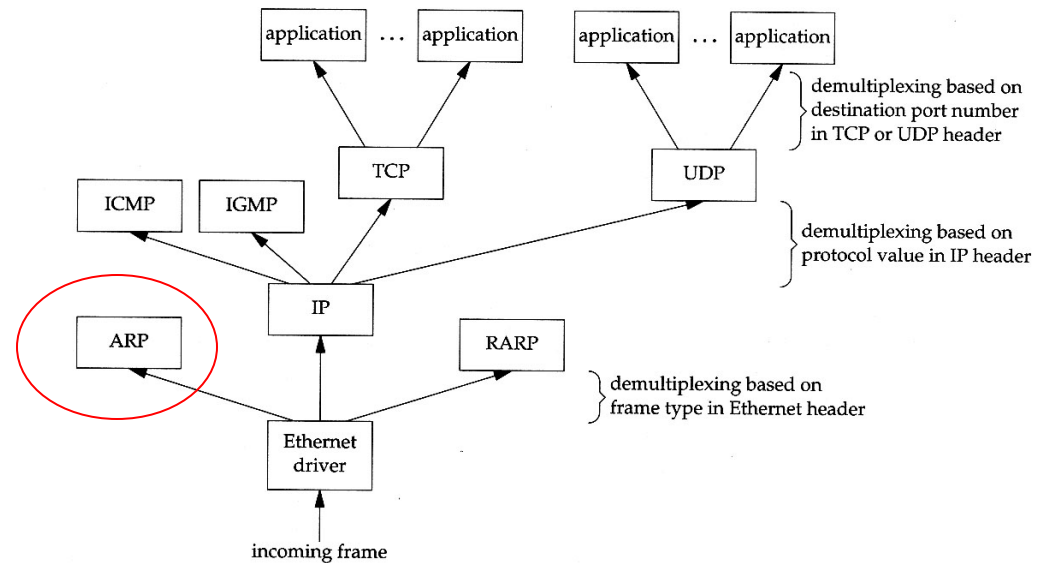 application ... application
application ... application
demultiplexing based on
destination port number
in TCP or UDP header
TCP
UDP
ICMP
IGMP
demultiplexing based on
protocol value in IP header
IP
ARP
RARP
demultiplexing based on
frame type in Ethernet header
Ethernet
driver
incoming frame